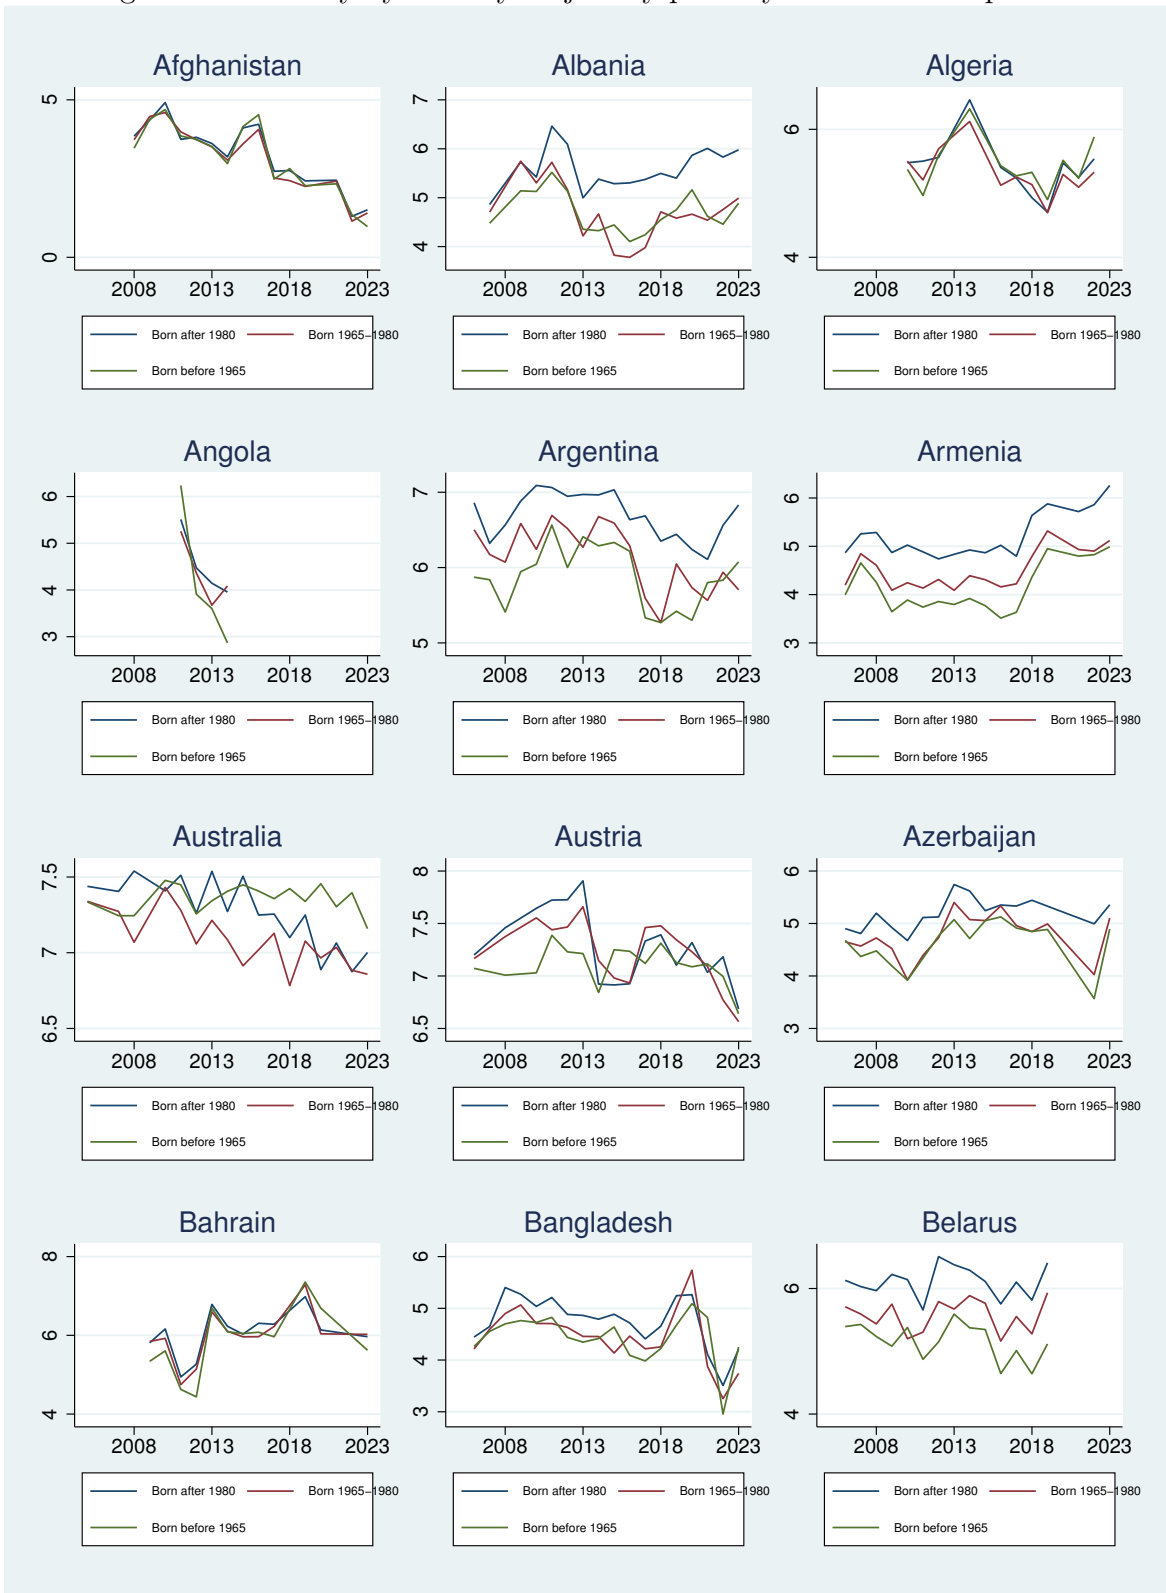 Afghanistan Albania Algeria
5
0
2008 2013 2018 2023
7
6
5
4
2008 2013 2018 2023
6
4
2008 2013 2018 2023
Born after 1980 Born 1965–1980
Born before 1965
Born after 1980 Born 1965–1980
Born before 1965
Born after 1980 Born 1965–1980
Born before 1965
Angola Argentina Armenia
6
5
4
3
2008 2013 2018 2023
7
6
5
2008 2013 2018 2023
6
5
4
3
2008 2013 2018 2023
Born after 1980 Born 1965–1980
Born before 1965
Born after 1980 Born 1965–1980
Born before 1965
Born after 1980 Born 1965–1980
Born before 1965
Australia Austria Azerbaijan
7.5
7
6.5
2008 2013 2018 2023
8
7.5
7
6.5
2008 2013 2018 2023
6
5
4
3
2008 2013 2018 2023
Born after 1980 Born 1965–1980
Born before 1965
Born after 1980 Born 1965–1980
Born before 1965
Born after 1980 Born 1965–1980
Born before 1965
Bahrain Bangladesh Belarus
8
6
4
2008 2013 2018 2023
6
5
4
3
2008 2013 2018 2023
6
4
2008 2013 2018 2023
Born after 1980 Born 1965–1980
Born before 1965
Born after 1980 Born 1965–1980
Born before 1965
Born after 1980 Born 1965–1980
Born before 1965